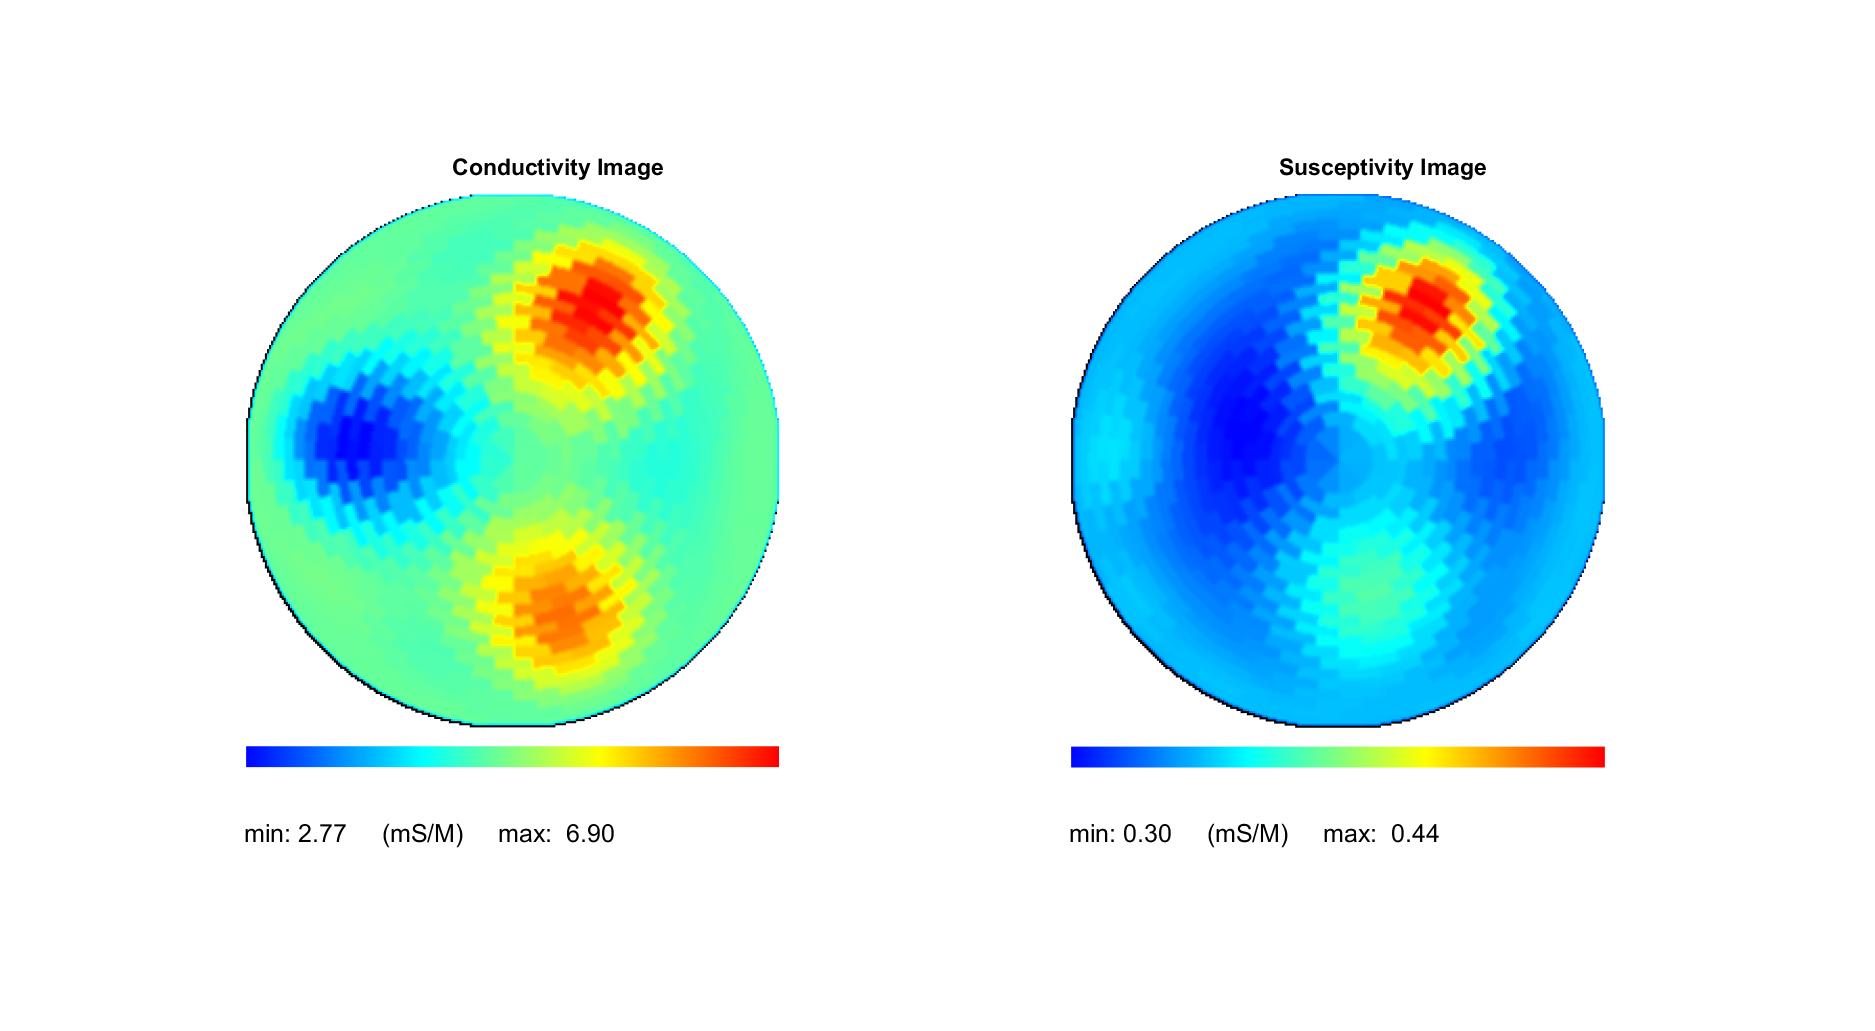 Conductivity Image
Susceptivity Image
min: 2.77 (mS/M) max: 6.90
min: 0.30 (mS/M) max: 0.44